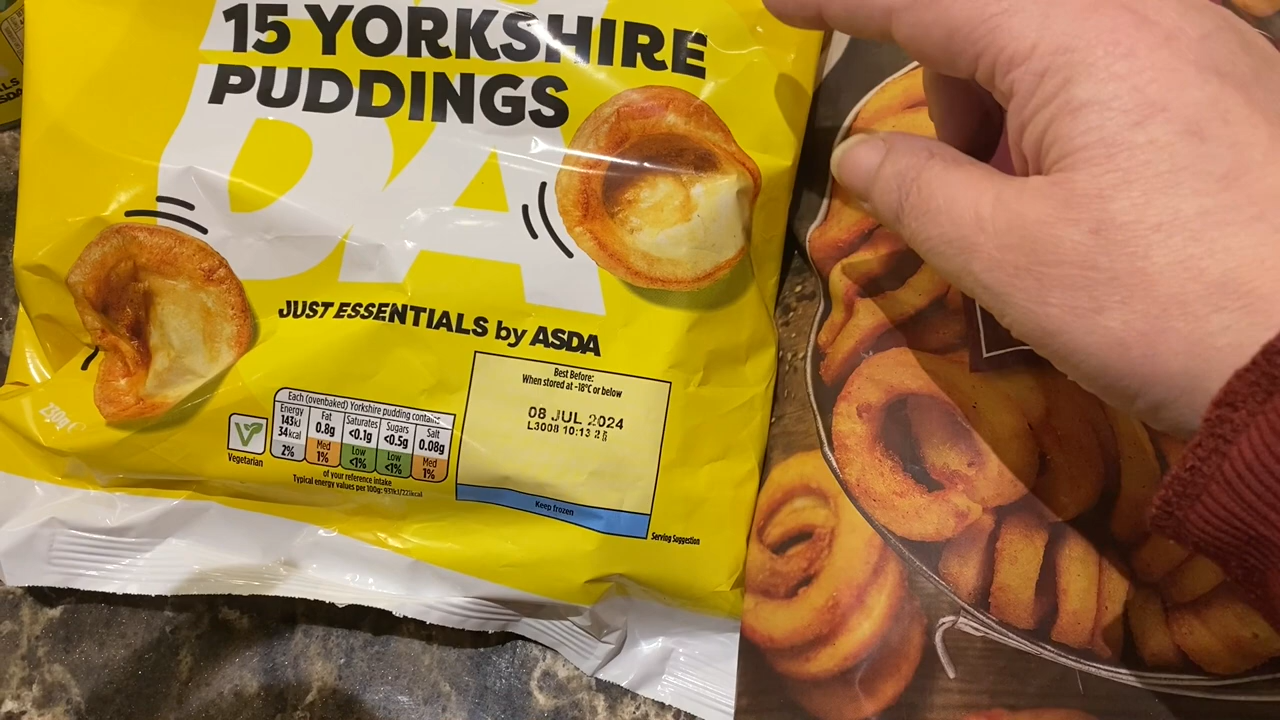 15 YORKSHIRE
PUDDINGS
DA
JUST ESSENTIALS by ASDA
Best Before:
When stored at -18°C or below
08 JUL 2024
L3008 10:13 2
Keep frozen
Serving Suggestion
230g e
Vegetarian
Each (ovenbaked) Yorkshire pudding contains
Energy Fat Saturates Sugars Salt
143kJ 0.8g <0.1g <0.5g 0.08g
34kcal Med Low Low Med
2% 1% <1% <1% 1%
of your reference intake
Typical energy values per 100g: 931kJ/221kcal